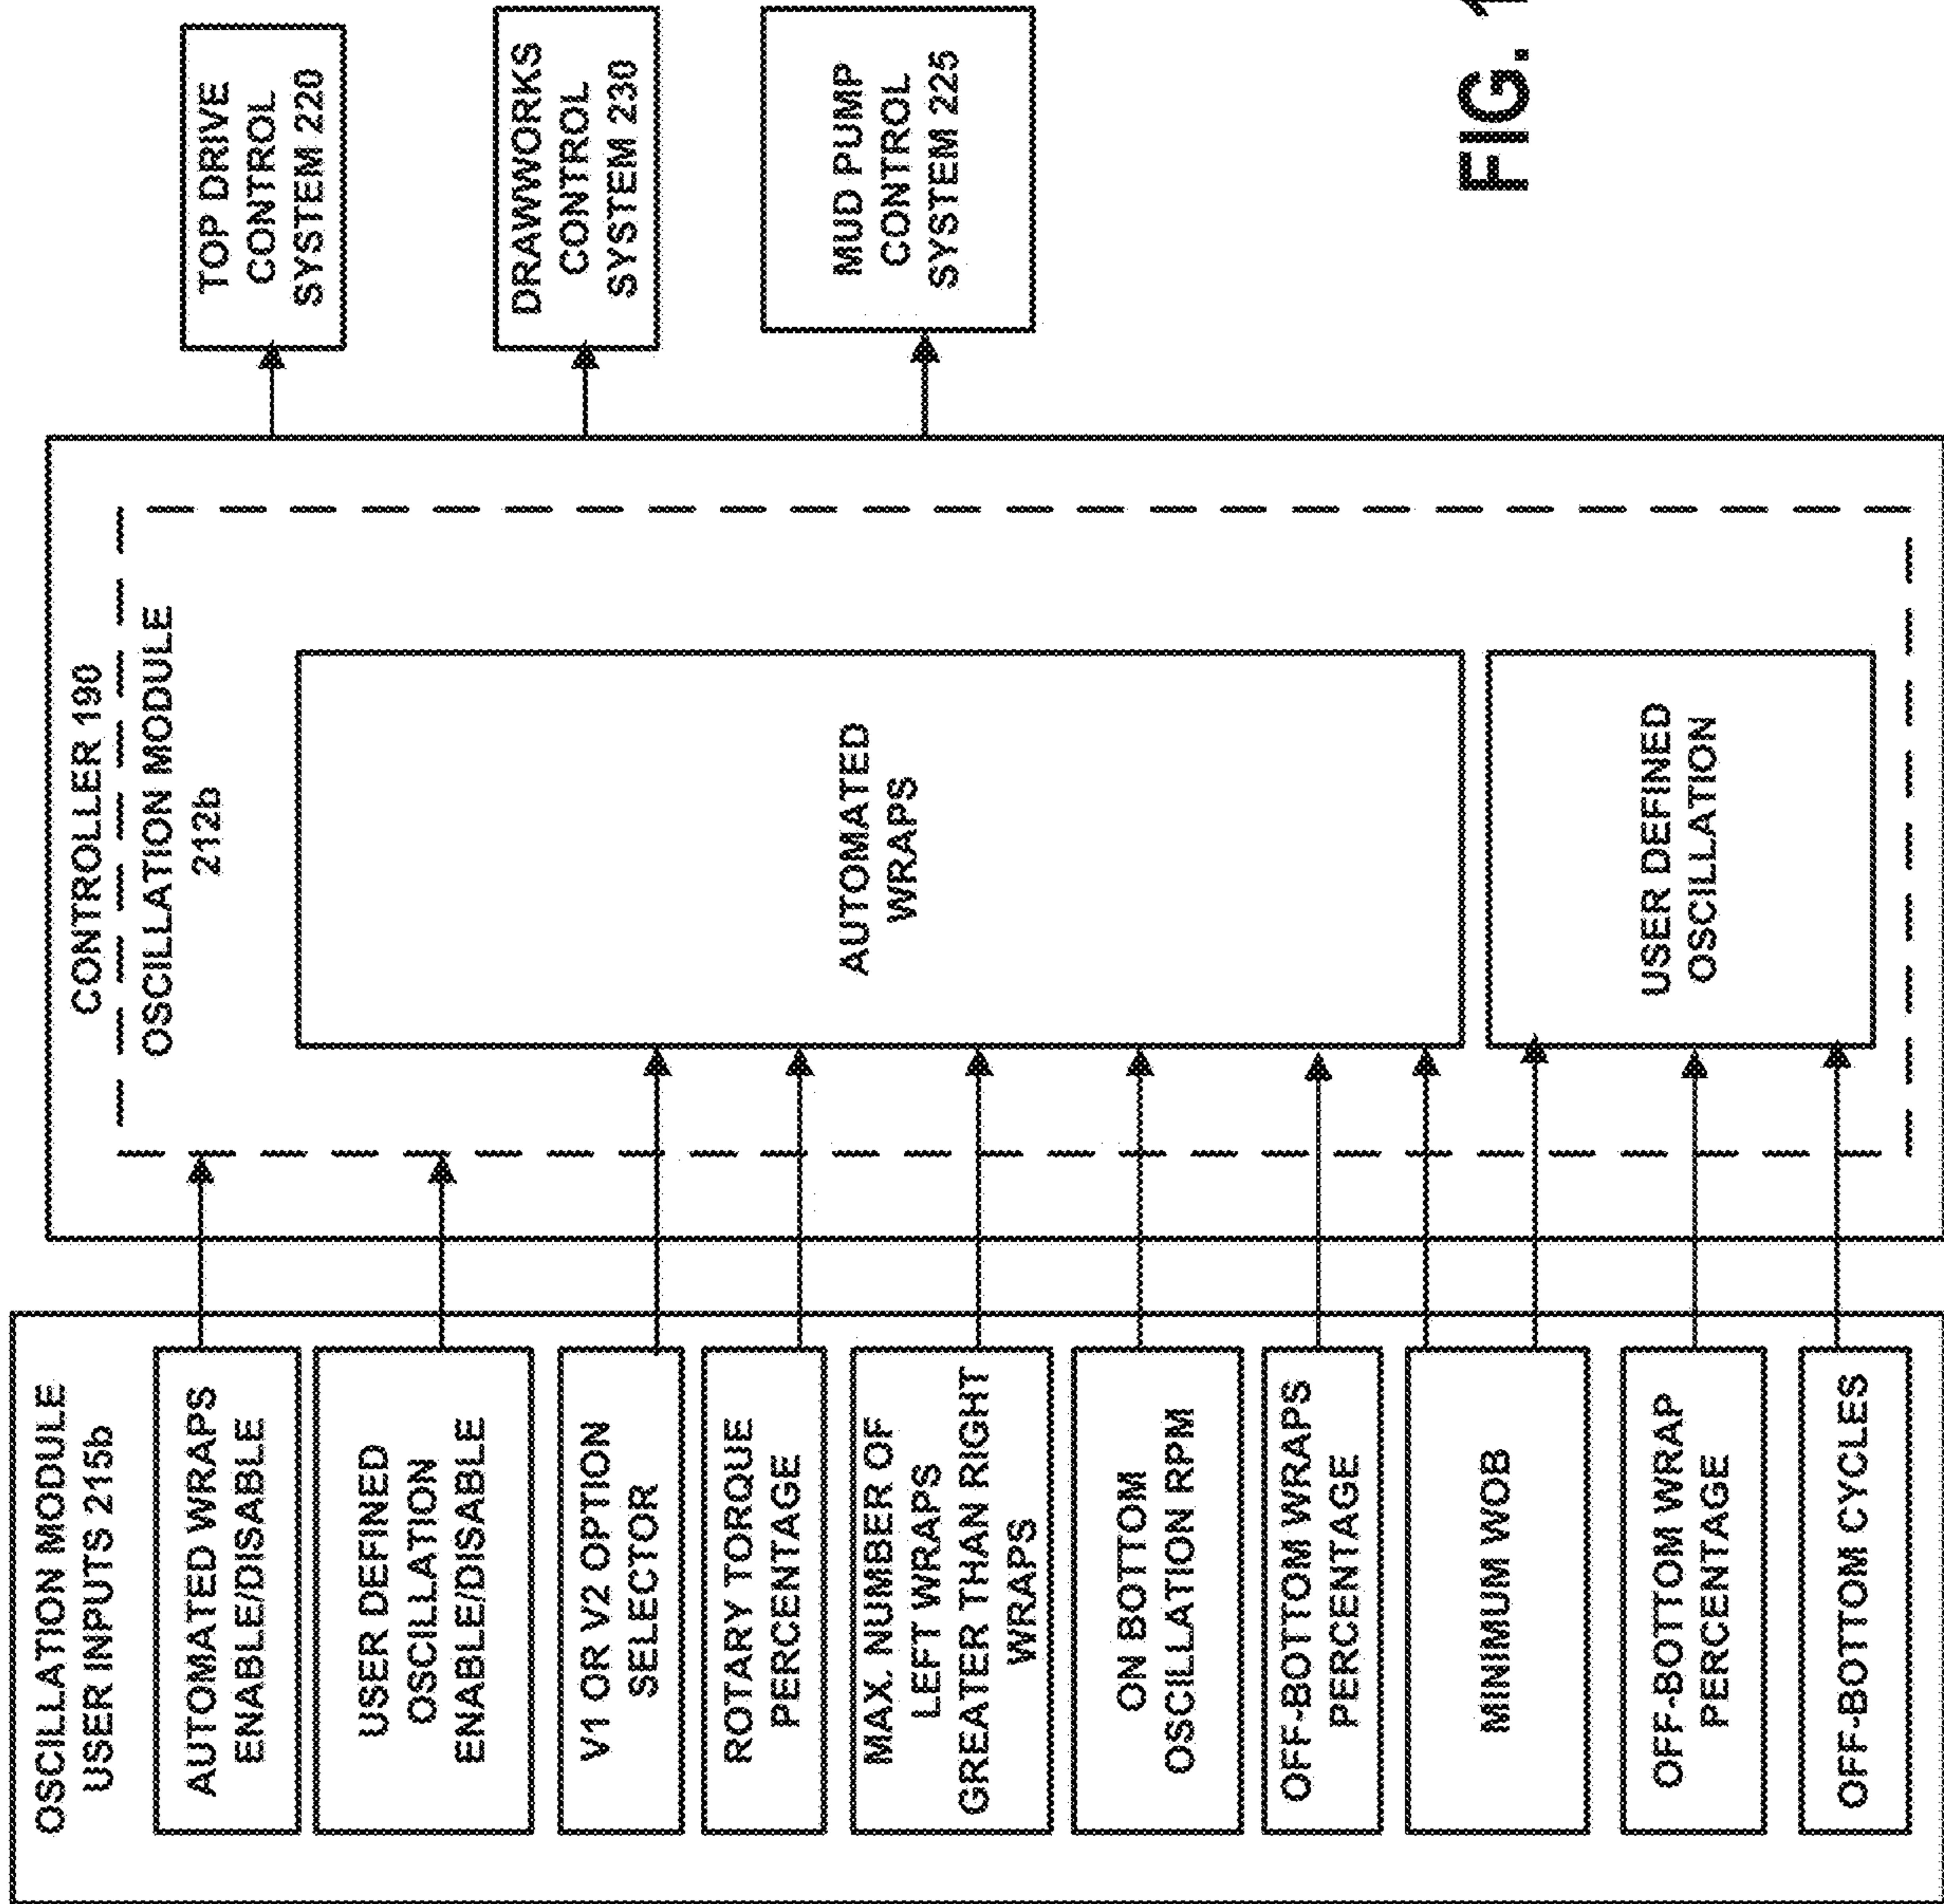 OSCILLATION MODULE
USER INPUTS 215b
AUTOMATED WRAPS
ENABLE/DISABLE
USER DEFINED
OSCILLATION
ENABLE/DISABLE
V1 OR V2 OPTION
SELECTOR
ROTARY TORQUE
PERCENTAGE
MAX. NUMBER OF
LEFT WRAPS
GREATER THAN RIGHT
WRAPS
ON BOTTOM
OSCILLATION RPM
OFF-BOTTOM WRAPS
PERCENTAGE
MINIMUM WOB
OFF-BOTTOM WRAP
PERCENTAGE
OFF-BOTTOM CYCLES
CONTROLLER 190
OSCILLATION MODULE
212b
AUTOMATED
WRAPS
USER DEFINED
OSCILLATION
TOP DRIVE
CONTROL
SYSTEM 220
DRAWWORKS
CONTROL
SYSTEM 230
MUD PUMP
CONTROL
SYSTEM 225
FIG.